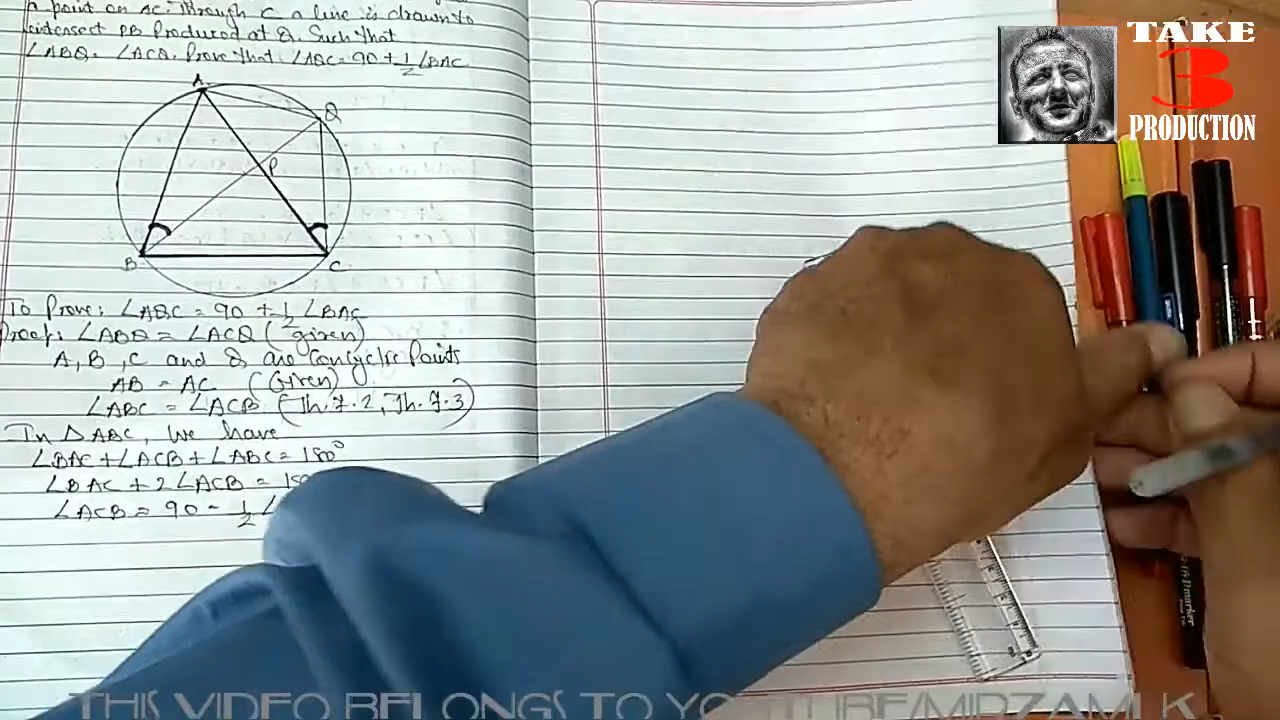 a point on AC. Through C a line is drawn to
intersect PB Produced at Q. Such that
∠ABQ = ∠ACQ. Prove that ∠AQC = 90 + 1/2 ∠BAC
A
Q
P
B
C
To Prove: ∠AQC = 90 + 1/2 ∠BAC
Proof: ∠ABQ = ∠ACQ (given)
A, B, C and Q are Concyclic Points
AB = AC (Given)
∠ABC = ∠ACB (Th. 7.2, Th. 7.3)
In △ABC, We have
∠BAC + ∠ACB + ∠ABC = 180°
∠BAC + 2 ∠ACB =
∠ACB = 90 - 1/2 ∠
TAKE
3
PRODUCTION
THIS VIDEO BELONGS TO YOUTUBE/MIRZAMLK